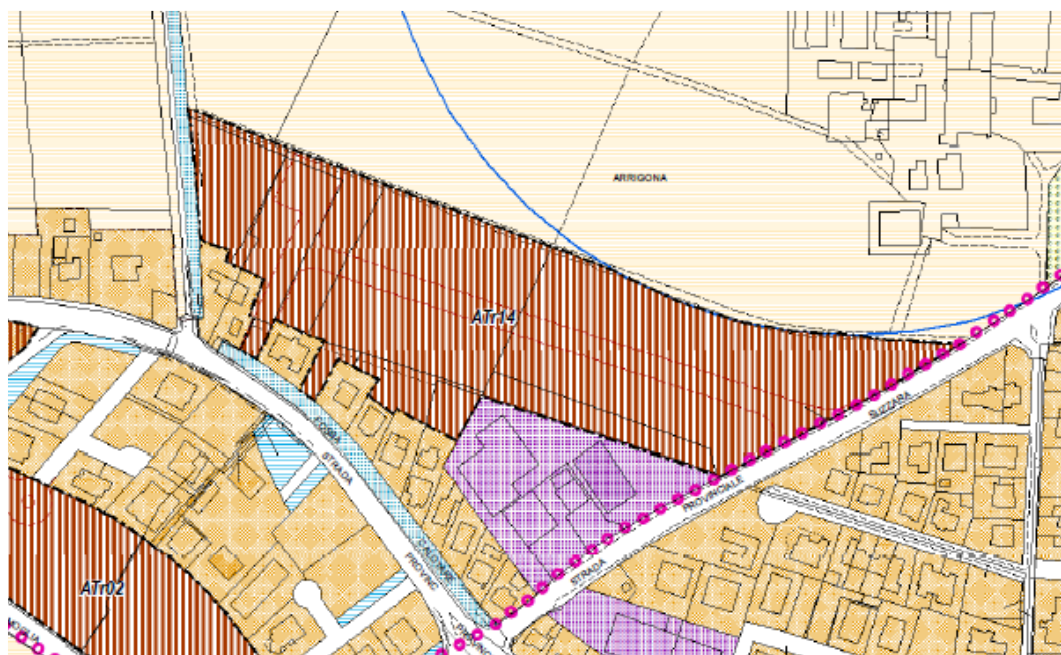 ARRIGONA
ATr14
SUZZARA
PROVINCIALE
STRADA
STRADA
PROVINC
ATr02